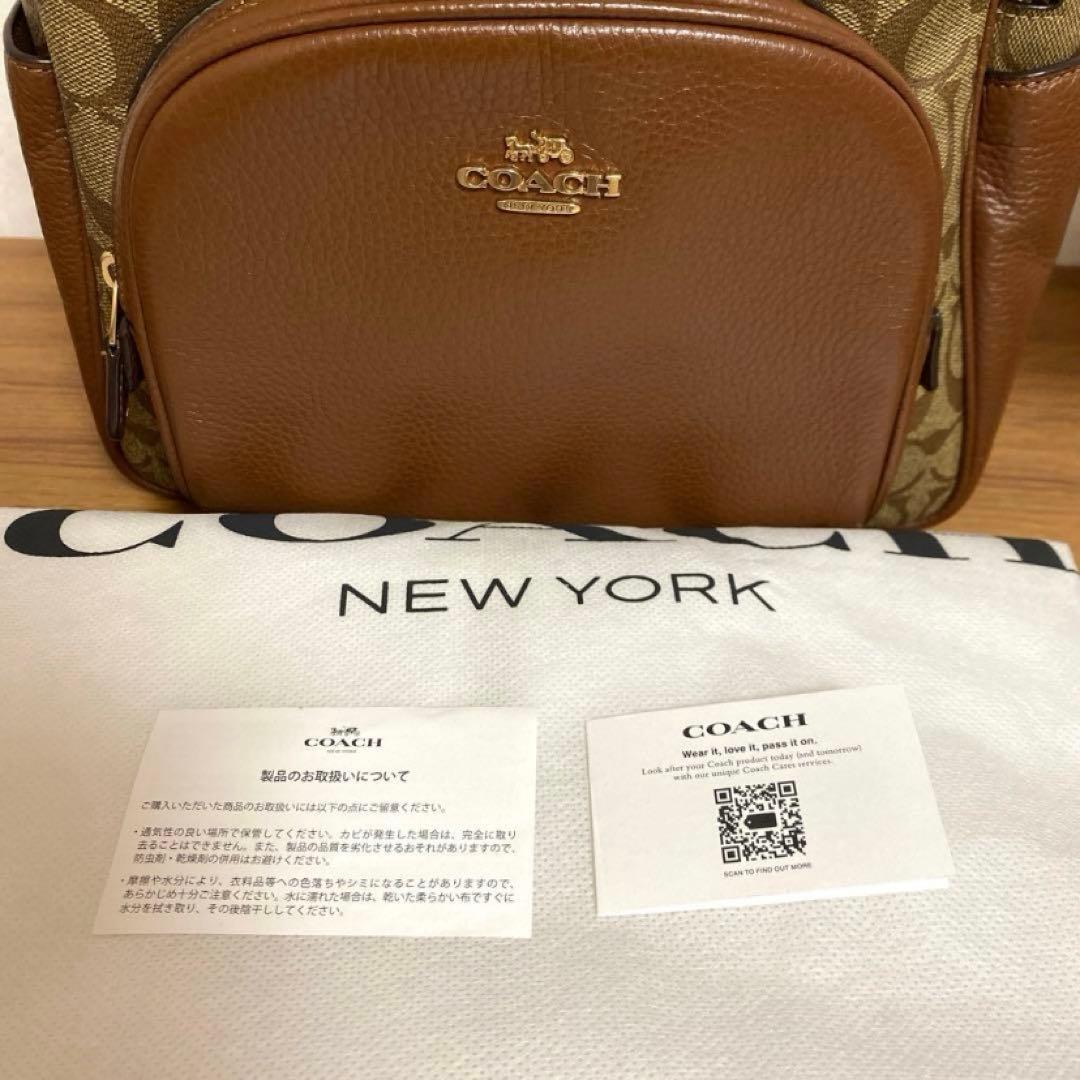 COACH
NEW YORK
COACH
NEW YORK
COACH
NEW YORK
製品のお取扱いについて
ご購入いただいた商品のお取扱いには以下の点にご留意ください。
・通気性の良い場所で保管してください。カビが発生した場合は、完全に取り
去ることはできません。また、製品の品質を劣化させるおそれがありますので、
防虫剤・乾燥剤の併用はお避けください。
・摩擦や水分により、衣料品等への色落ちやシミになることがありますので、
あらかじめ十分ご注意ください。水に濡れた場合は、乾いた柔らかい布ですぐに
水分を拭き取り、その後陰干ししてください。
COACH
Wear it, love it, pass it on.
Look after your Coach product today (and tomorrow)
with our unique Coach Cares services.
SCAN TO FIND OUT MORE